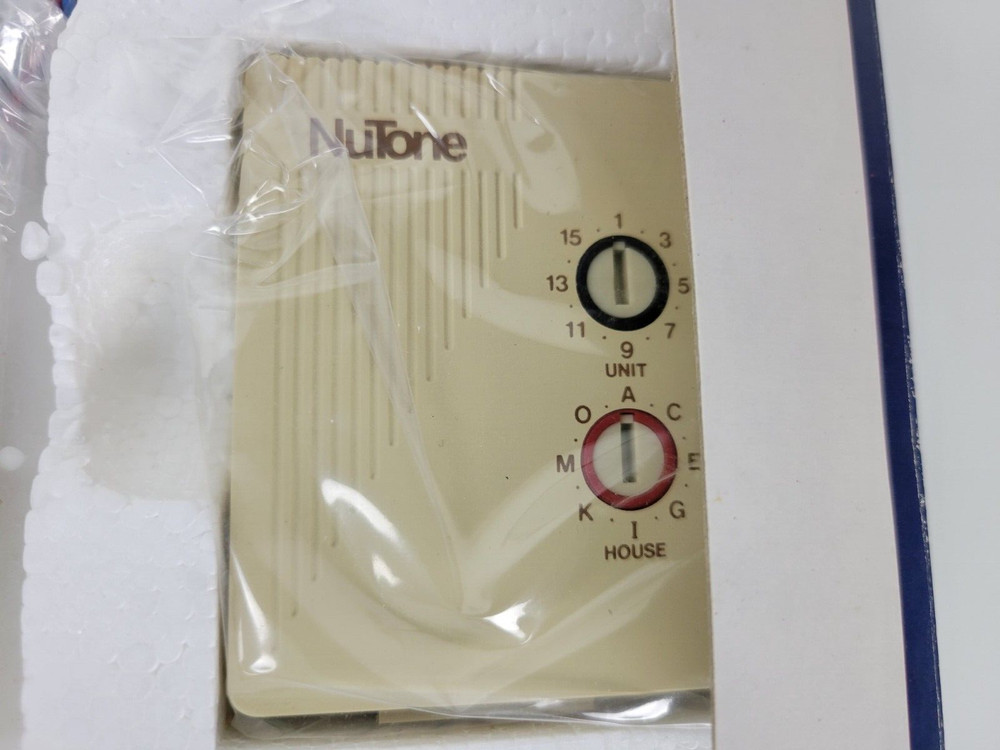 NuTone
1
15 3
13 5
11 7
9
UNIT
A
O C
M E
K G
I
HOUSE